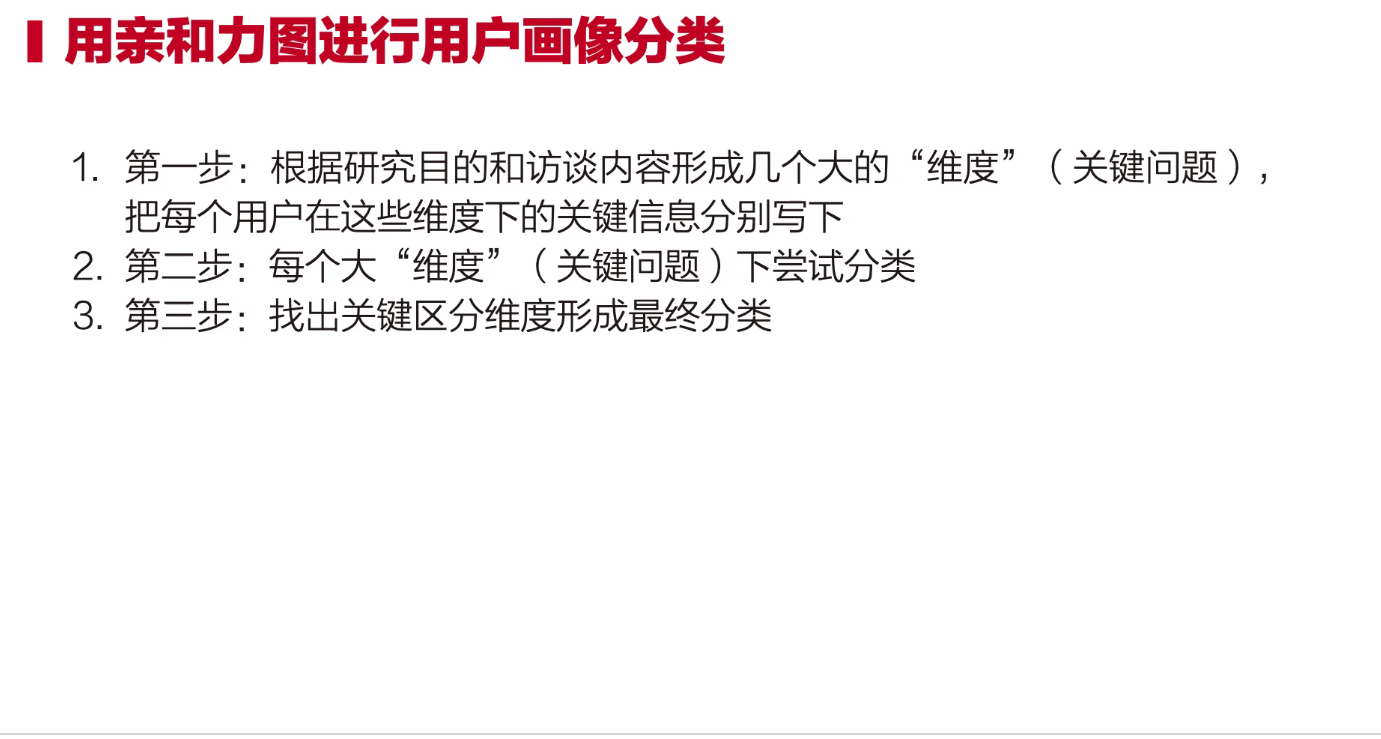 用亲和力图进行用户画像分类
1. 第一步：根据研究目的和访谈内容形成几个大的“维度”（关键问题），
把每个用户在这些维度下的关键信息分别写下
2. 第二步：每个大“维度”（关键问题）下尝试分类
3. 第三步：找出关键区分维度形成最终分类